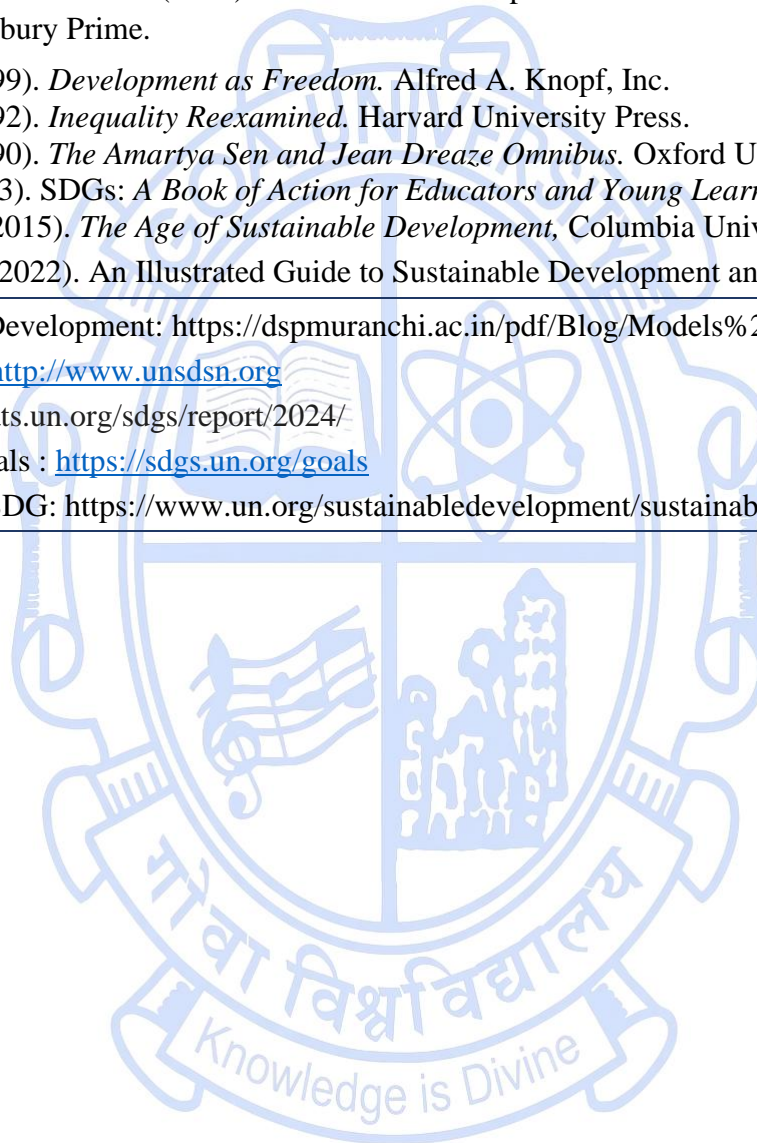 bury Prime.
99). Development as Freedom. Alfred A. Knopf, Inc.
92). Inequality Reexamined. Harvard University Press.
90). The Amartya Sen and Jean Dreaze Omnibus. Oxford U
3). SDGs: A Book of Action for Educators and Young Learn
2015). The Age of Sustainable Development, Columbia Univ
2022). An Illustrated Guide to Sustainable Development an
Development: https://dspmuranchi.ac.in/pdf/Blog/Models%2
http://www.unsdsn.org
ts.un.org/sdgs/report/2024/
als : https://sdgs.un.org/goals
DG: https://www.un.org/sustainabledevelopment/sustainab
GOA UNIVERSITY
गोंवा विश्वविद्यालय
Knowledge is Divine